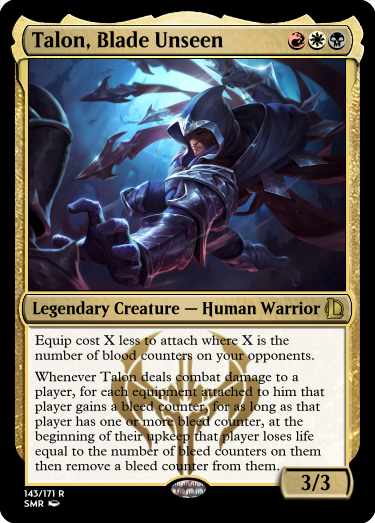 Talon, Blade Unseen
Legendary Creature — Human Warrior
Equip cost X less to attach where X is the
number of blood counters on your opponents.
Whenever Talon deals combat damage to a
player, for each equipment attached to him that
player gains a bleed counter, for as long as that
player has one or more bleed counter, at the
beginning of their upkeep that player loses life
equal to the number of bleed counters on them
then remove a bleed counter from them.
3/3
143/171 R
SMR